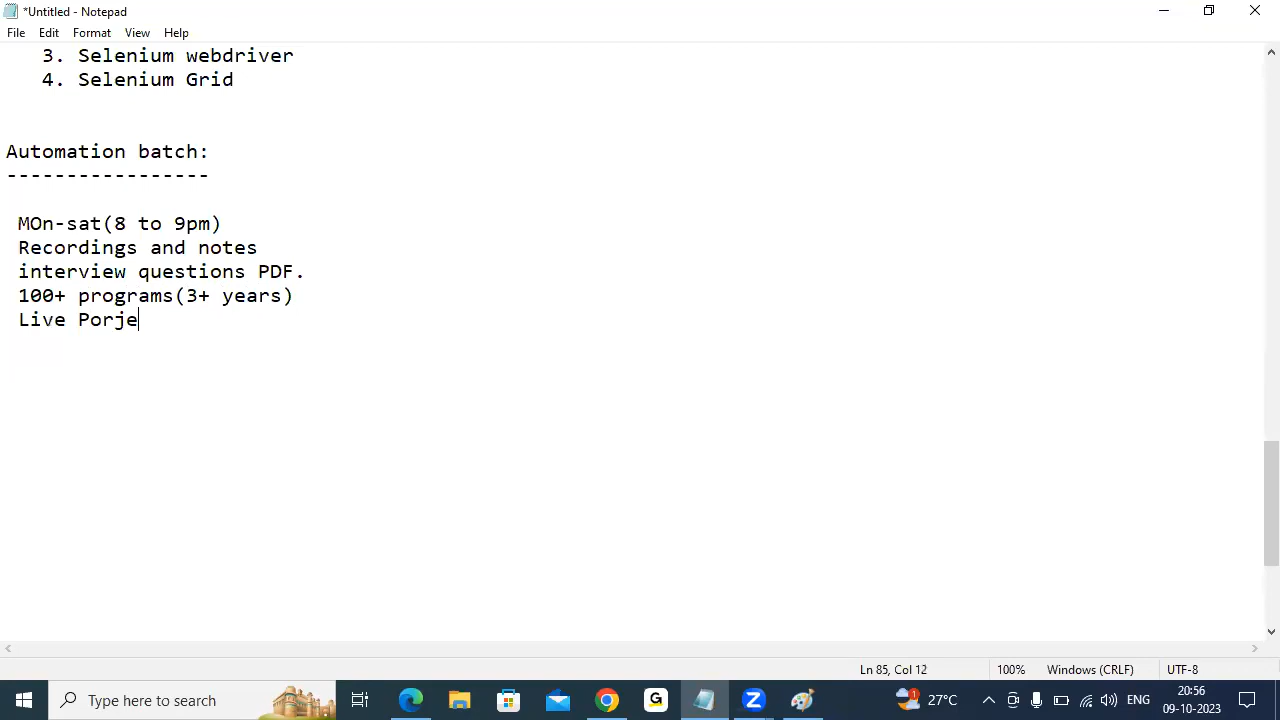 *Untitled - Notepad
File Edit Format View Help
3. Selenium webdriver
4. Selenium Grid
Automation batch:
-----------------
MOn-sat(8 to 9pm)
Recordings and notes
interview questions PDF.
100+ programs(3+ years)
Live Porje
Ln 85, Col 12 100% Windows (CRLF) UTF-8
Type here to search G Z 1 27°C ENG 20:56
09-10-2023